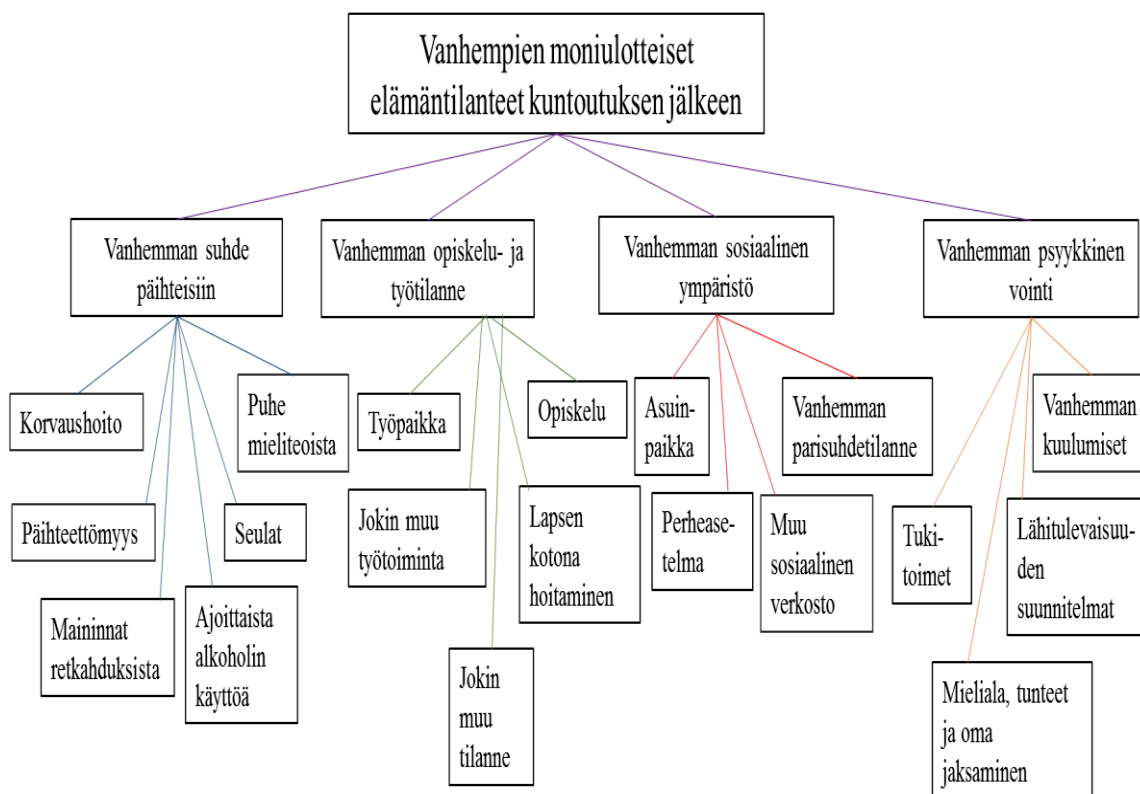 Vanhempien moniulotteiset
elämäntilanteet kuntoutuksen jälkeen
Vanhemman suhde
päihteisiin
Vanhemman opiskelu- ja
työtilanne
Vanhemman sosiaalinen
ympäristö
Vanhemman psyykkinen
vointi
Korvaushoito
Puhe
mieliteoista
Päihteettömyys
Seulat
Maininnat
retkahduksista
Ajoittaista
alkoholin
käyttöä
Työpaikka
Opiskelu
Jokin muu
työtoiminta
Lapsen
kotona
hoitaminen
Jokin
muu
tilanne
Asuin-
paikka
Vanhemman
parisuhdetilanne
Perhease-
telma
Muu
sosiaalinen
verkosto
Vanhemman
kuulumiset
Tuki-
toimet
Lähitulevaisuu-
den
suunnitelmat
Mieliala, tunteet
ja oma
jaksaminen